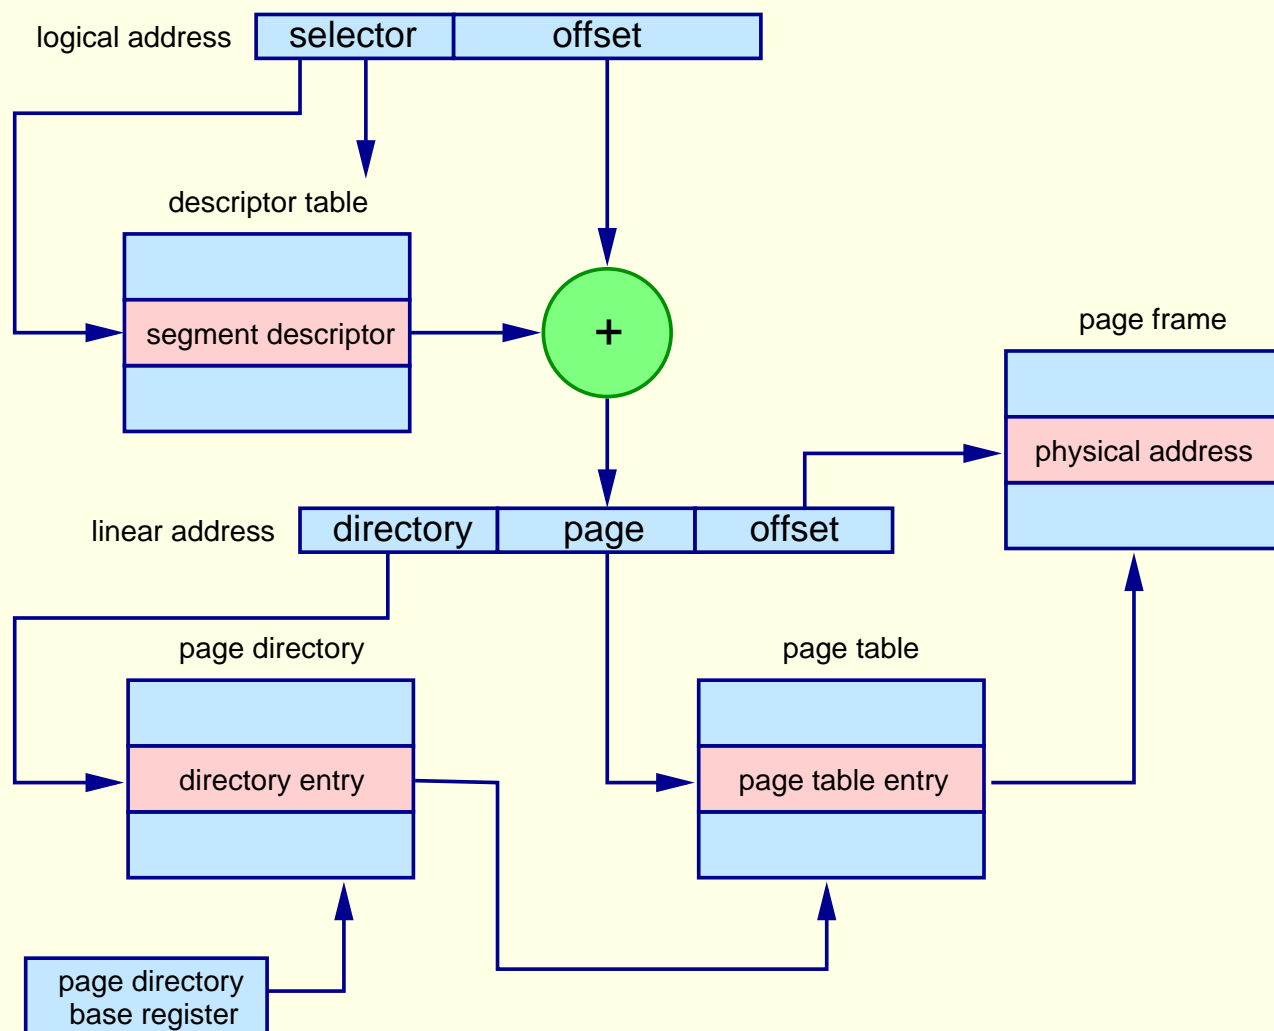 logical address
selector
offset
descriptor table
segment descriptor
+
page frame
physical address
linear address
directory
page
offset
page directory
page table
directory entry
page table entry
page directory
base register